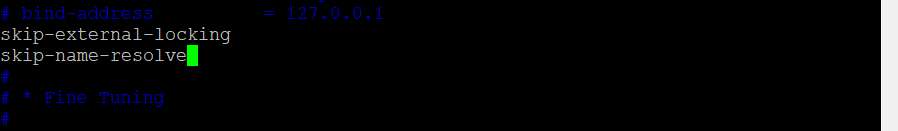 # bind-address = 127.0.0.1
skip-external-locking
skip-name-resolve
#
# * Fine Tuning
#